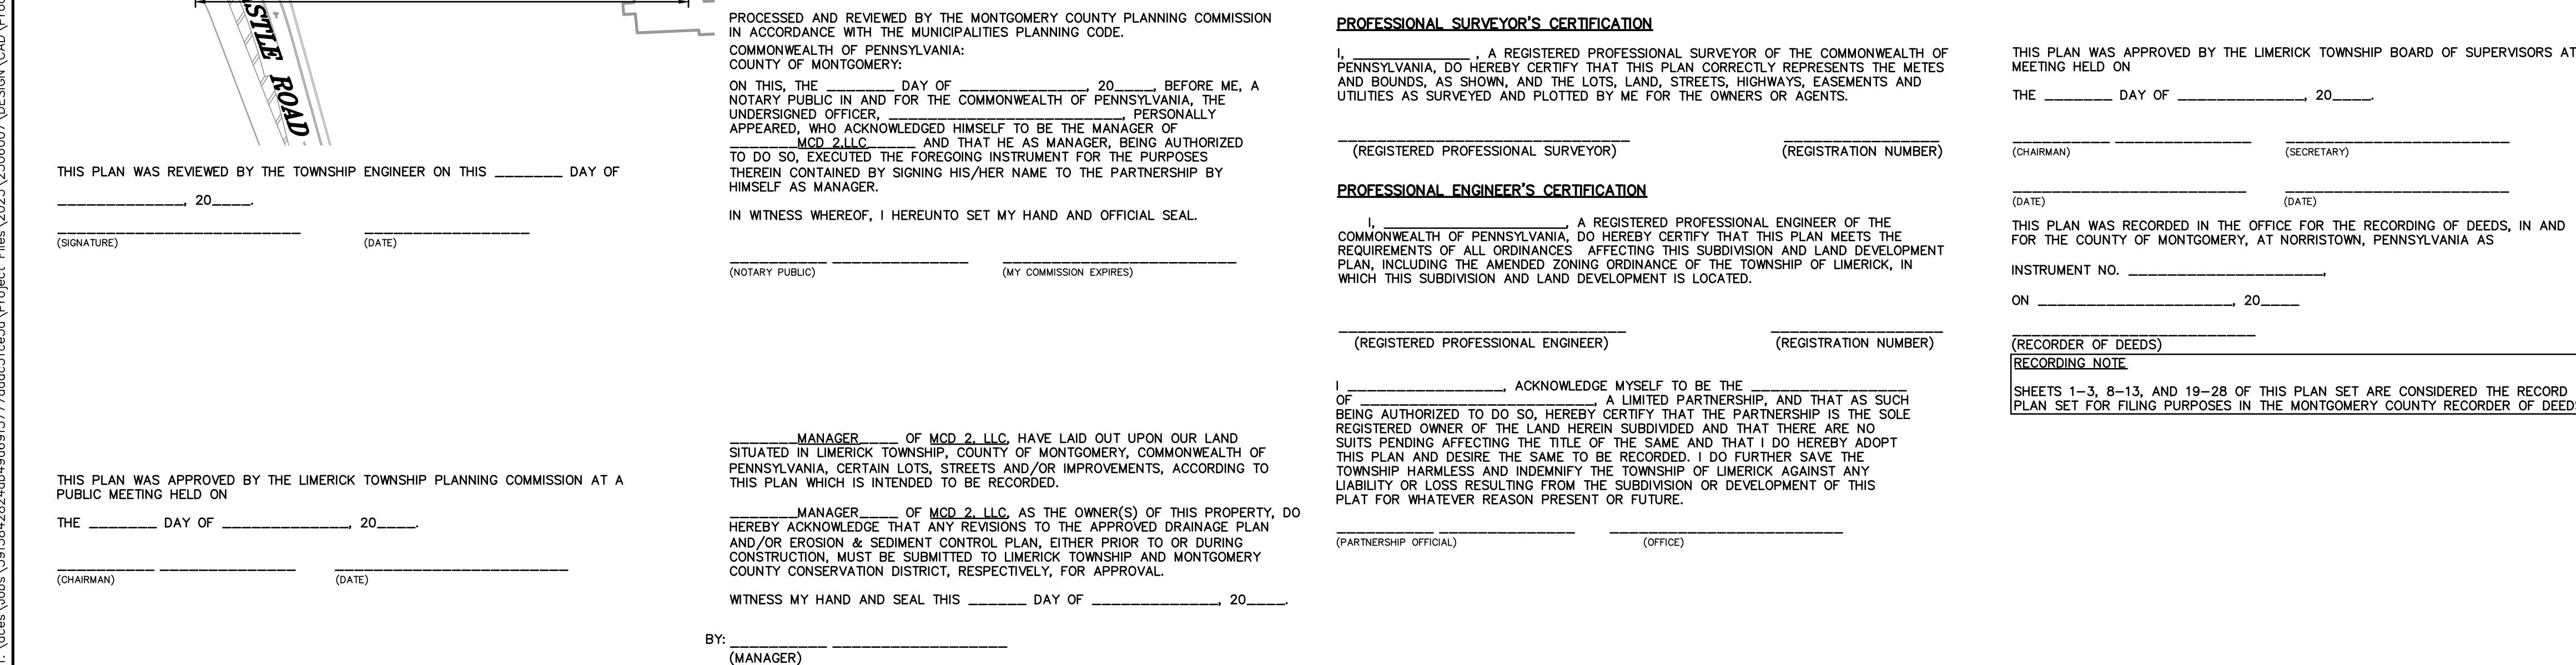 STLE ROAD
THIS PLAN WAS REVIEWED BY THE TOWNSHIP ENGINEER ON THIS _______ DAY OF
_____________, 20____.
(SIGNATURE) (DATE)
THIS PLAN WAS APPROVED BY THE LIMERICK TOWNSHIP PLANNING COMMISSION AT A
PUBLIC MEETING HELD ON
THE _______ DAY OF _____________, 20____.
(CHAIRMAN) (DATE)
PROCESSED AND REVIEWED BY THE MONTGOMERY COUNTY PLANNING COMMISSION
IN ACCORDANCE WITH THE MUNICIPALITIES PLANNING CODE.
COMMONWEALTH OF PENNSYLVANIA:
COUNTY OF MONTGOMERY:
ON THIS, THE _______ DAY OF _____________, 20____, BEFORE ME, A
NOTARY PUBLIC IN AND FOR THE COMMONWEALTH OF PENNSYLVANIA, THE
UNDERSIGNED OFFICER, ________________________, PERSONALLY
APPEARED, WHO ACKNOWLEDGED HIMSELF TO BE THE MANAGER OF
_______MCD 2,LLC_____ AND THAT HE AS MANAGER, BEING AUTHORIZED
TO DO SO, EXECUTED THE FOREGOING INSTRUMENT FOR THE PURPOSES
THEREIN CONTAINED BY SIGNING HIS/HER NAME TO THE PARTNERSHIP BY
HIMSELF AS MANAGER.
IN WITNESS WHEREOF, I HEREUNTO SET MY HAND AND OFFICIAL SEAL.
(NOTARY PUBLIC) (MY COMMISSION EXPIRES)
_______MANAGER____ OF MCD 2, LLC, HAVE LAID OUT UPON OUR LAND
SITUATED IN LIMERICK TOWNSHIP, COUNTY OF MONTGOMERY, COMMONWEALTH OF
PENNSYLVANIA, CERTAIN LOTS, STREETS AND/OR IMPROVEMENTS, ACCORDING TO
THIS PLAN WHICH IS INTENDED TO BE RECORDED.
_______MANAGER____ OF MCD 2, LLC, AS THE OWNER(S) OF THIS PROPERTY, DO
HEREBY ACKNOWLEDGE THAT ANY REVISIONS TO THE APPROVED DRAINAGE PLAN
AND/OR EROSION & SEDIMENT CONTROL PLAN, EITHER PRIOR TO OR DURING
CONSTRUCTION, MUST BE SUBMITTED TO LIMERICK TOWNSHIP AND MONTGOMERY
COUNTY CONSERVATION DISTRICT, RESPECTIVELY, FOR APPROVAL.
WITNESS MY HAND AND SEAL THIS ______ DAY OF _____________, 20____.
BY: __________ __________________
(MANAGER)
PROFESSIONAL SURVEYOR'S CERTIFICATION
I, ____________ , A REGISTERED PROFESSIONAL SURVEYOR OF THE COMMONWEALTH OF
PENNSYLVANIA, DO HEREBY CERTIFY THAT THIS PLAN CORRECTLY REPRESENTS THE METES
AND BOUNDS, AS SHOWN, AND THE LOTS, LAND, STREETS, HIGHWAYS, EASEMENTS AND
UTILITIES AS SURVEYED AND PLOTTED BY ME FOR THE OWNERS OR AGENTS.
(REGISTERED PROFESSIONAL SURVEYOR) (REGISTRATION NUMBER)
PROFESSIONAL ENGINEER'S CERTIFICATION
I, ___________________, A REGISTERED PROFESSIONAL ENGINEER OF THE
COMMONWEALTH OF PENNSYLVANIA, DO HEREBY CERTIFY THAT THIS PLAN MEETS THE
REQUIREMENTS OF ALL ORDINANCES AFFECTING THIS SUBDIVISION AND LAND DEVELOPMENT
PLAN, INCLUDING THE AMENDED ZONING ORDINANCE OF THE TOWNSHIP OF LIMERICK, IN
WHICH THIS SUBDIVISION AND LAND DEVELOPMENT IS LOCATED.
(REGISTERED PROFESSIONAL ENGINEER) (REGISTRATION NUMBER)
I ________________, ACKNOWLEDGE MYSELF TO BE THE ________________
OF ________________________, A LIMITED PARTNERSHIP, AND THAT AS SUCH
BEING AUTHORIZED TO DO SO, HEREBY CERTIFY THAT THE PARTNERSHIP IS THE SOLE
REGISTERED OWNER OF THE LAND HEREIN SUBDIVIDED AND THAT THERE ARE NO
SUITS PENDING AFFECTING THE TITLE OF THE SAME AND THAT I DO HEREBY ADOPT
THIS PLAN AND DESIRE THE SAME TO BE RECORDED. I DO FURTHER SAVE THE
TOWNSHIP HARMLESS AND INDEMNIFY THE TOWNSHIP OF LIMERICK AGAINST ANY
LIABILITY OR LOSS RESULTING FROM THE SUBDIVISION OR DEVELOPMENT OF THIS
PLAT FOR WHATEVER REASON PRESENT OR FUTURE.
(PARTNERSHIP OFFICIAL) (OFFICE)
THIS PLAN WAS APPROVED BY THE LIMERICK TOWNSHIP BOARD OF SUPERVISORS AT
MEETING HELD ON
THE _______ DAY OF _____________, 20____.
(CHAIRMAN) (SECRETARY)
(DATE) (DATE)
THIS PLAN WAS RECORDED IN THE OFFICE FOR THE RECORDING OF DEEDS, IN AND
FOR THE COUNTY OF MONTGOMERY, AT NORRISTOWN, PENNSYLVANIA AS
INSTRUMENT NO. ____________________,
ON ____________________, 20____
(RECORDER OF DEEDS)
RECORDING NOTE
SHEETS 1-3, 8-13, AND 19-28 OF THIS PLAN SET ARE CONSIDERED THE RECORD
PLAN SET FOR FILING PURPOSES IN THE MONTGOMERY COUNTY RECORDER OF DEEDS